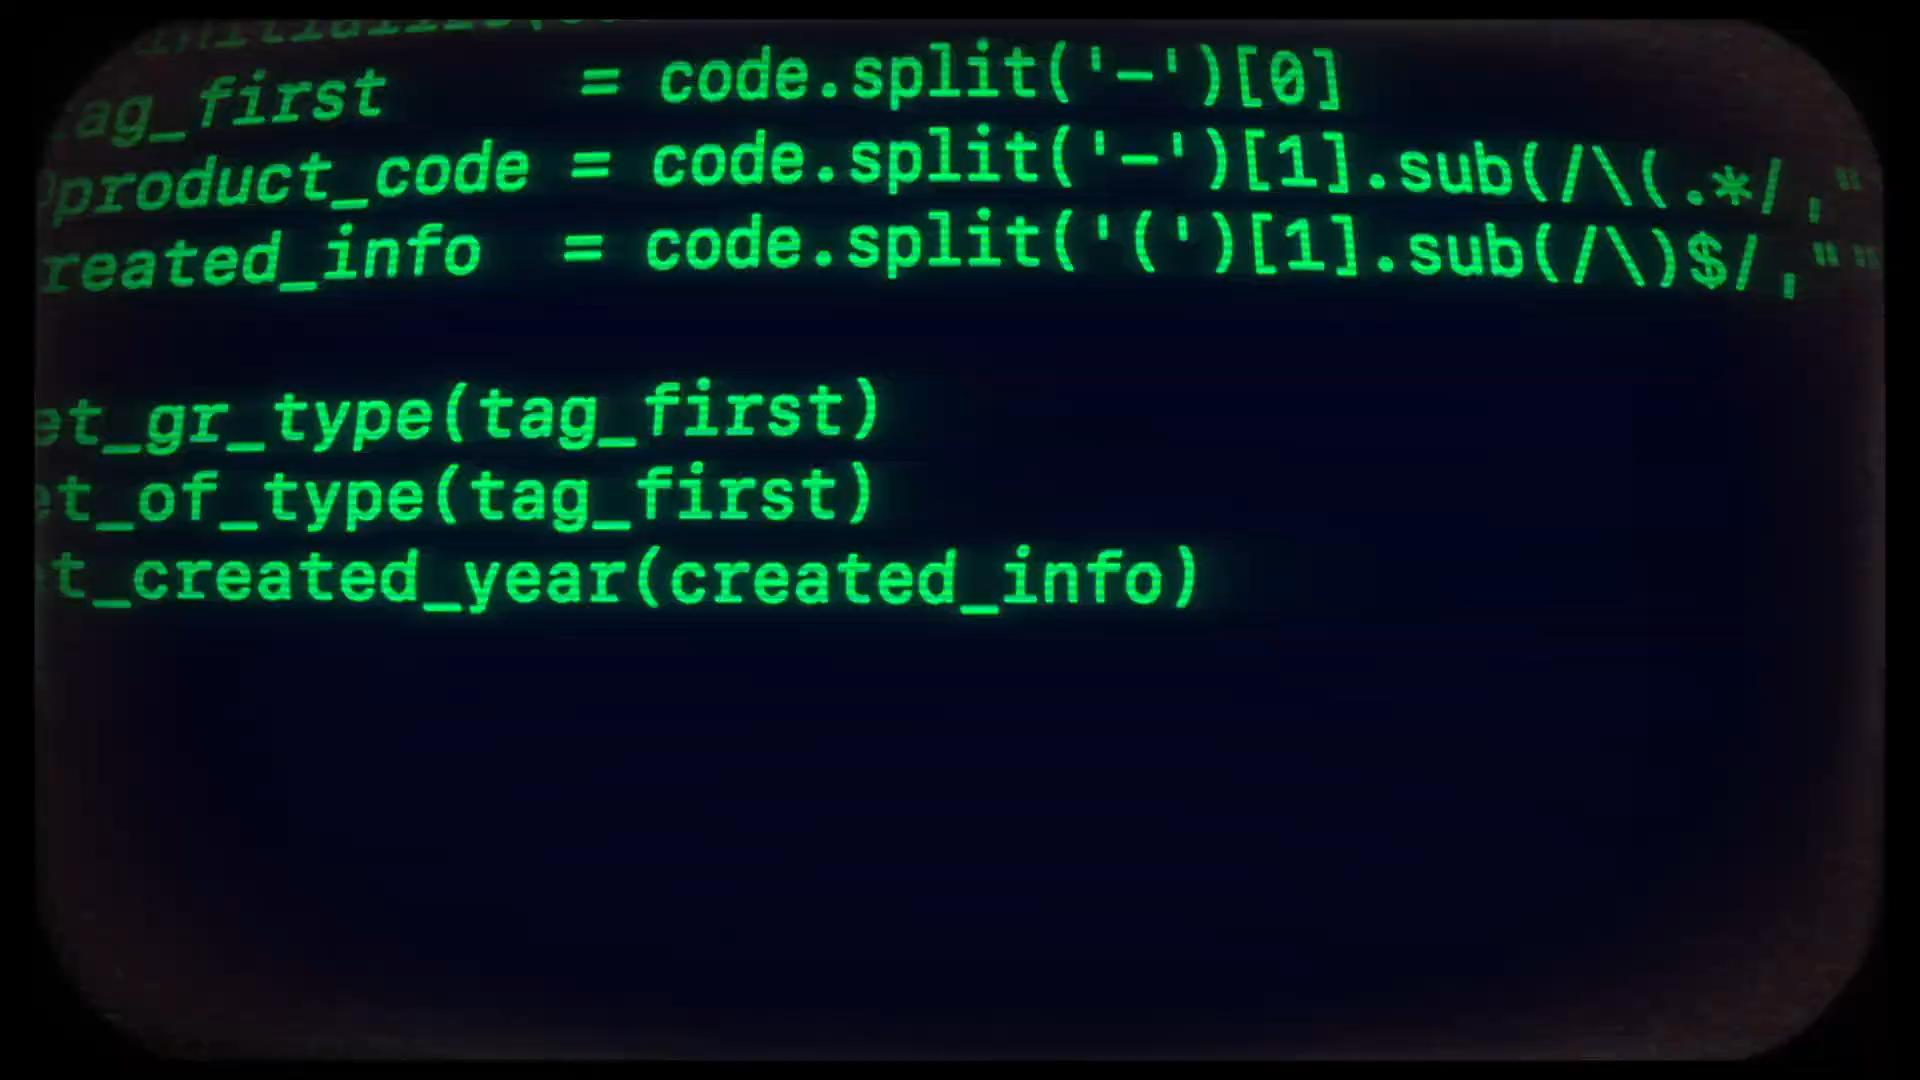 tag_first = code.split('-')[0]
@product_code = code.split('-')[1].sub(/\(.*/,"
reated_info = code.split('(')[1].sub(/\)$/,""
et_gr_type(tag_first)
et_of_type(tag_first)
t_created_year(created_info)